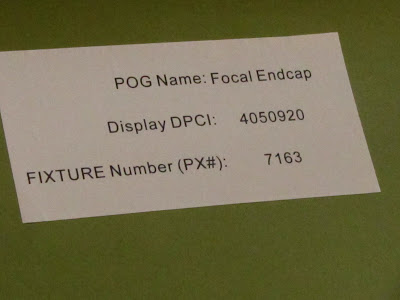 POG Name: Focal Endcap
Display DPCI: 4050920
FIXTURE Number (PX#): 7163